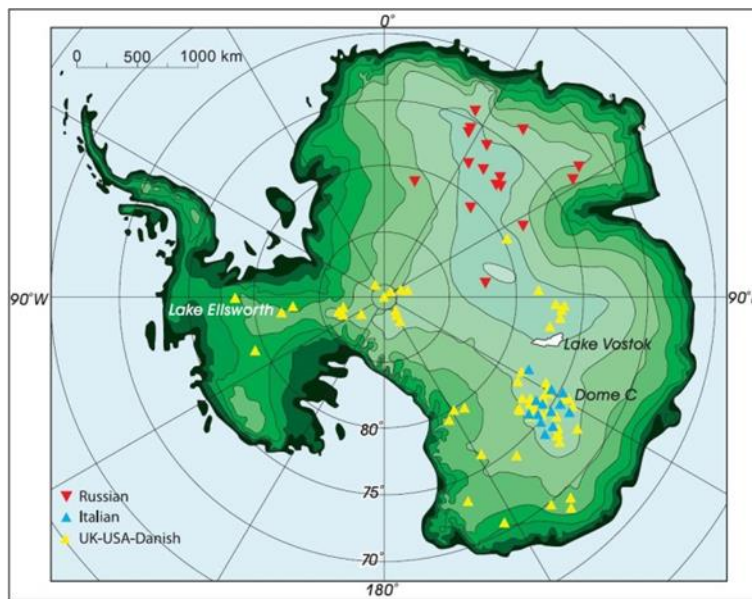 0°
0 500 1000 km
90°W
Lake Ellsworth
90°
Lake Vostok
Dome C
80°
75°
70°
180°
Russian
Italian
UK-USA-Danish